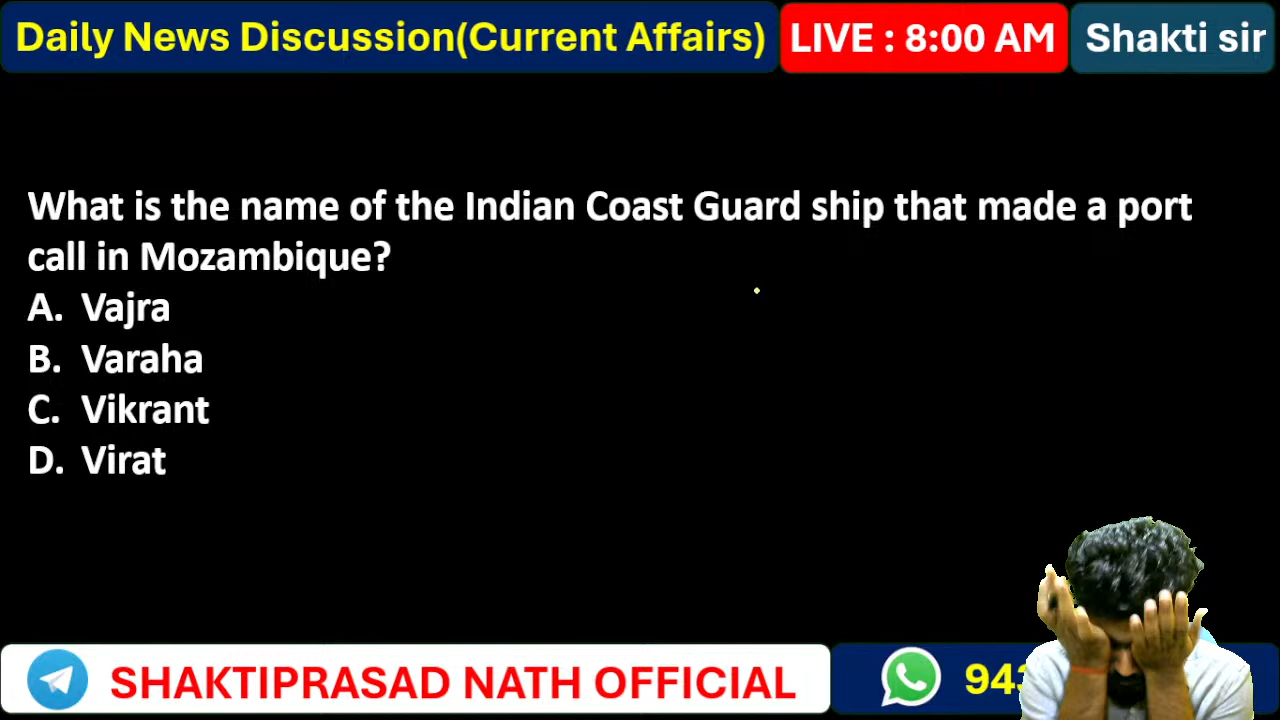 Daily News Discussion(Current Affairs) LIVE : 8:00 AM Shakti sir
What is the name of the Indian Coast Guard ship that made a port
call in Mozambique?
A. Vajra
B. Varaha
C. Vikrant
D. Virat
SHAKTIPRASAD NATH OFFICIAL